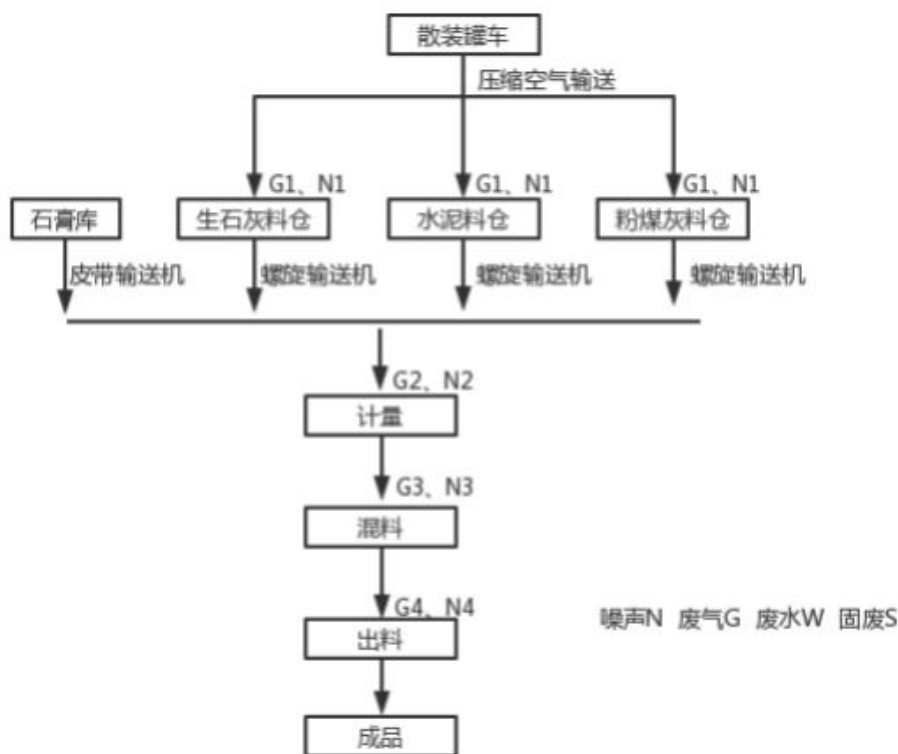 散装罐车
压缩空气输送
G1、N1 G1、N1 G1、N1
石膏库 生石灰料仓 水泥料仓 粉煤灰料仓
皮带输送机 螺旋输送机 螺旋输送机 螺旋输送机
G2、N2
计量
G3、N3
混料
G4、N4
噪声N 废气G 废水W 固废S
出料
成品